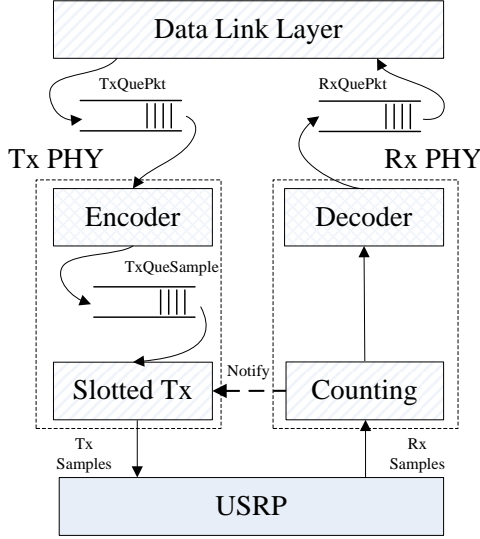 Data Link Layer
TxQuePkt
RxQuePkt
Tx PHY
Rx PHY
Encoder
Decoder
TxQueSample
Notify
Slotted Tx
Counting
Tx
Samples
Rx
Samples
USRP